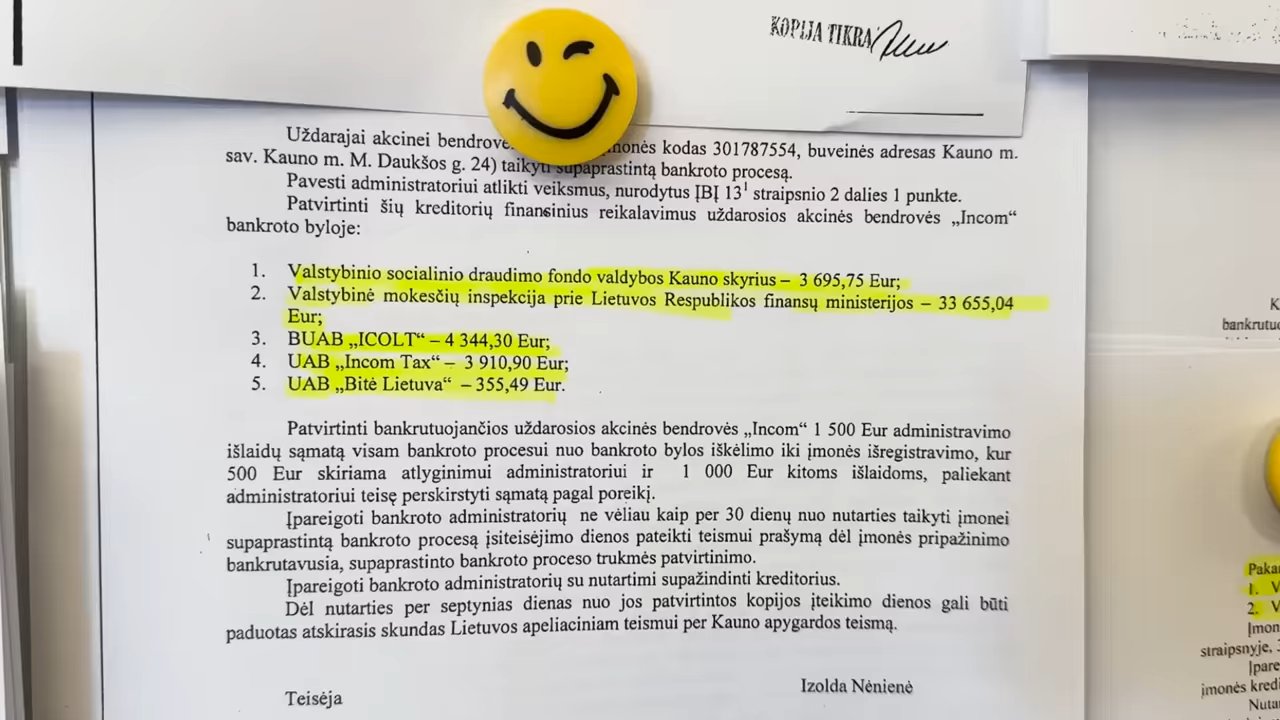 KOPIJA TIKRA
Uždarajai akcinei bendrove kodas 301787554, buveinės adresas Kauno m.
sav. Kauno m. M. Daukšos g. 24) taikyti supaprastintą bankroto procesą.
Pavesti administratoriui atlikti veiksmus, nurodytus ĮBĮ 13¹ straipsnio 2 dalies 1 punkte.
Patvirtinti šių kreditorių finansinius reikalavimus uždarosios akcinės bendrovės „Incom“
bankroto byloje:
1. Valstybinio socialinio draudimo fondo valdybos Kauno skyrius – 3 695,75 Eur;
2. Valstybinė mokesčių inspekcija prie Lietuvos Respublikos finansų ministerijos – 33 655,04
Eur;
3. BUAB „ICOLT“ – 4 344,30 Eur;
4. UAB „Incom Tax“ – 3 910,90 Eur;
5. UAB „Bitė Lietuva“ – 355,49 Eur.
Patvirtinti bankrutuojančios uždarosios akcinės bendrovės „Incom“ 1 500 Eur administravimo
išlaidų sąmatą visam bankroto procesui nuo bankroto bylos iškėlimo iki įmonės išregistravimo, kur
500 Eur skiriama atlyginimui administratoriui ir 1 000 Eur kitoms išlaidoms, paliekant
administratoriui teisę perskirstyti sąmatą pagal poreikį.
Įpareigoti bankroto administratorių ne vėliau kaip per 30 dienų nuo nutarties taikyti įmonei
supaprastintą bankroto procesą įsiteisėjimo dienos pateikti teismui prašymą dėl įmonės pripažinimo
bankrutavusia, supaprastinto bankroto proceso trukmės patvirtinimo.
Įpareigoti bankroto administratorių su nutartimi supažindinti kreditorius.
Dėl nutarties per septynias dienas nuo jos patvirtintos kopijos įteikimo dienos gali būti
paduotas atskirasis skundas Lietuvos apeliaciniam teismui per Kauno apygardos teismą.
Teisėja Izolda Nėnienė
K
bankrutuo
Paka
1. V
2. V
Įmon
straipsnyje,
Įpare
įmonės kredi
Nuta